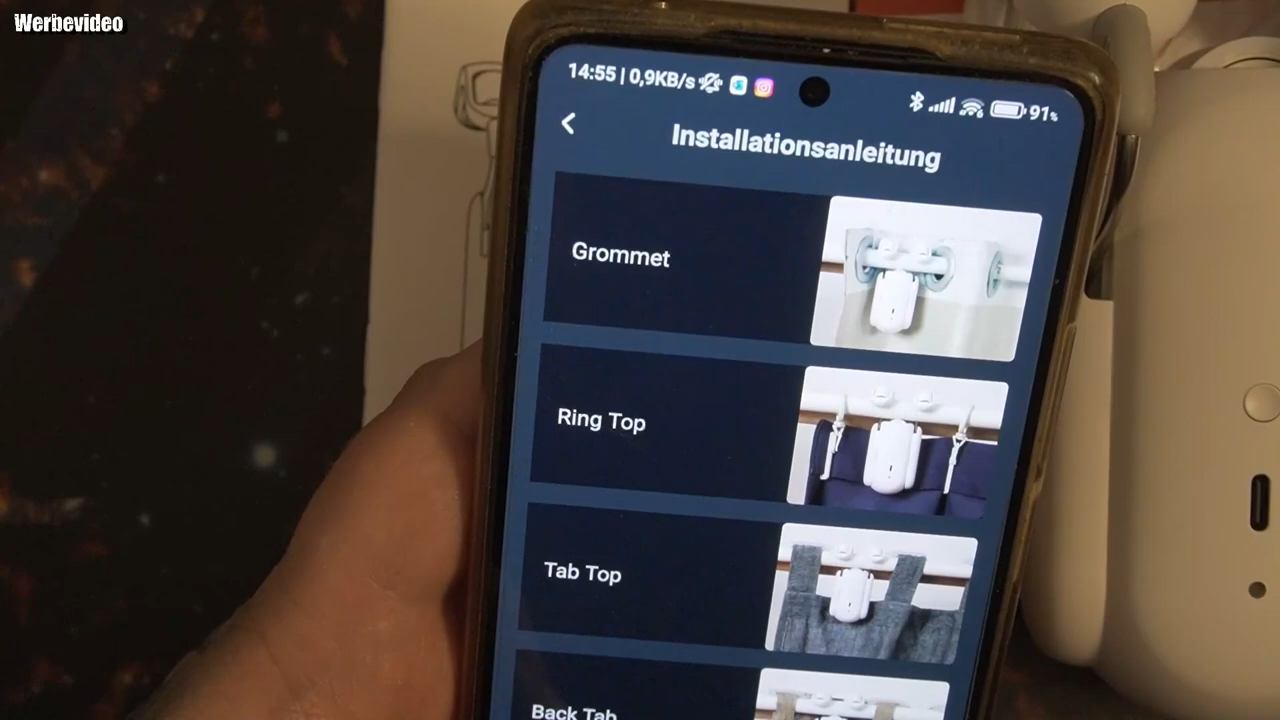 Werbevideo
14:55 | 0,9KB/s
91%
Installationsanleitung
Grommet
Ring Top
Tab Top
Back Tab